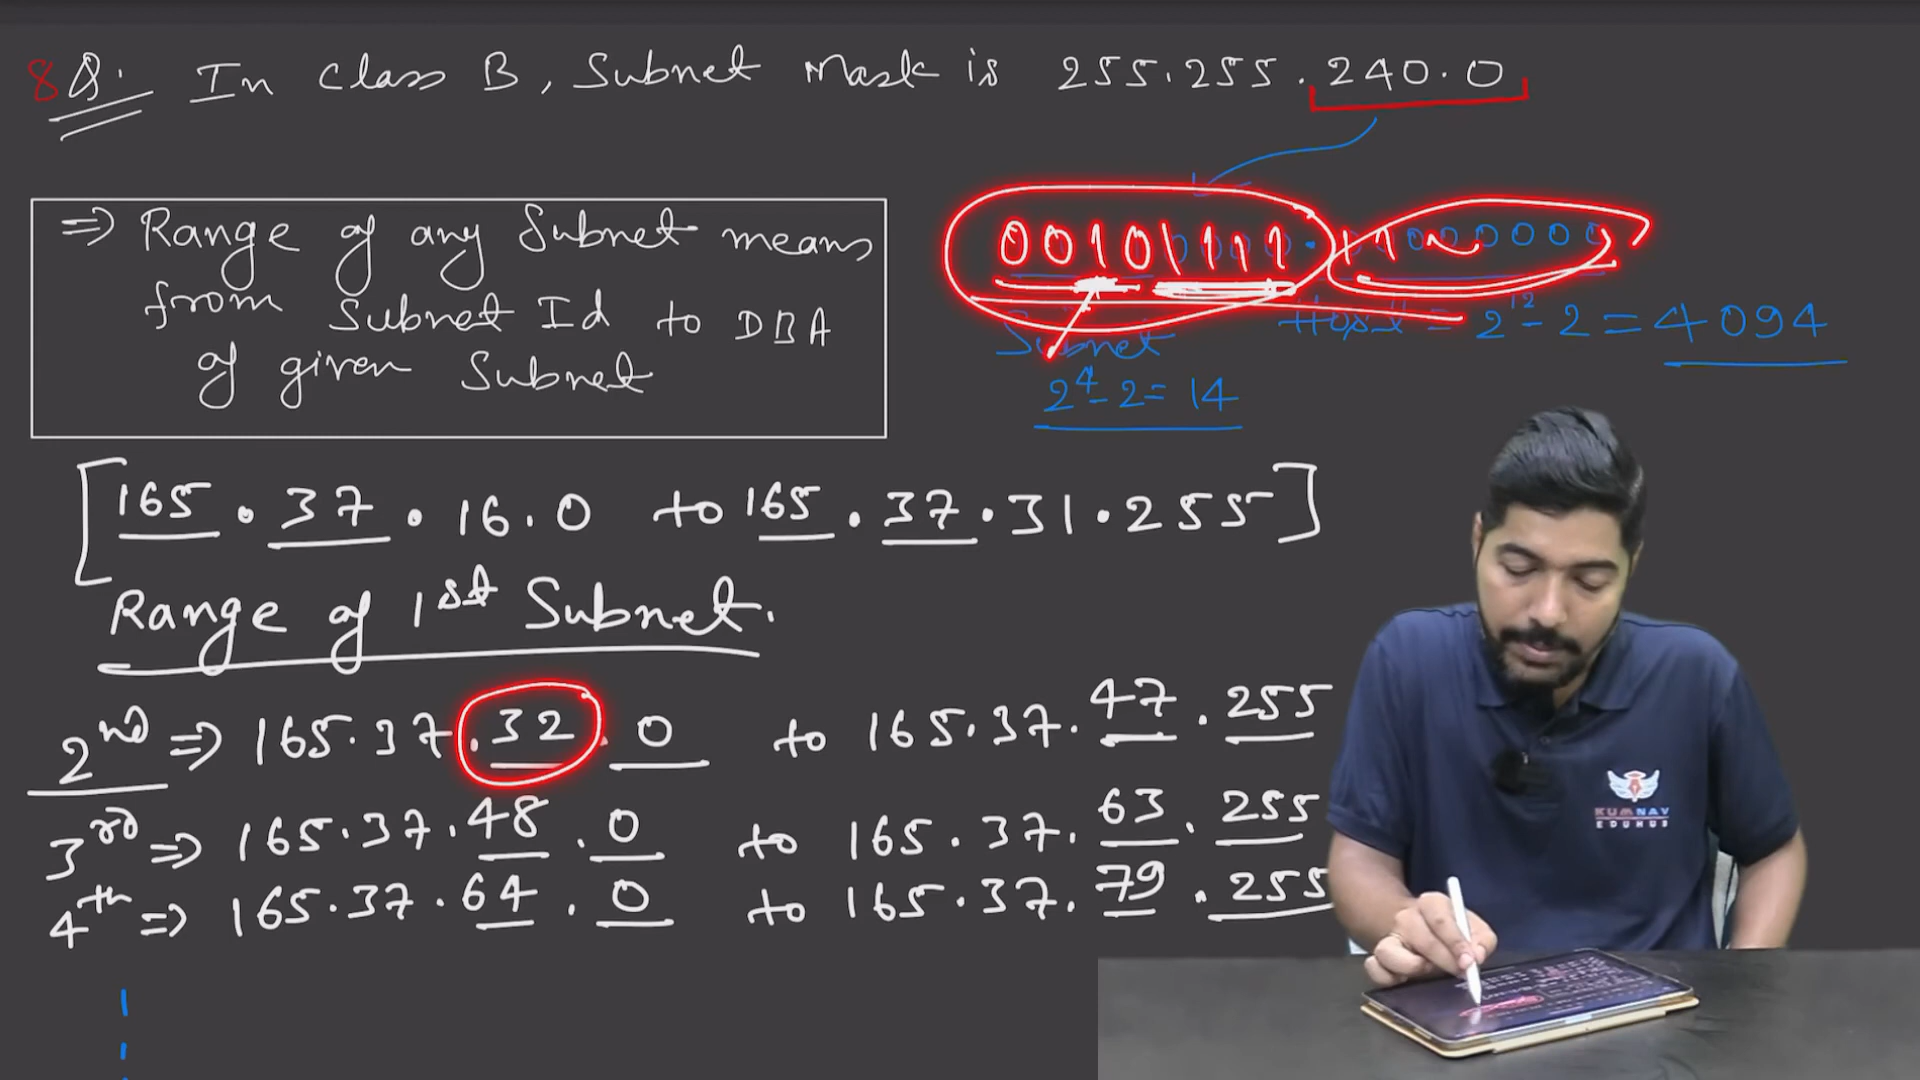 8Q. In Class B, Subnet Mask is 255.255.240.0
=> Range of any Subnet means
from Subnet Id to DBA
of given Subnet
00101111 . 11
Subnet
Host = 2^12 - 2 = 4094
2^4 - 2 = 14
[165.37.16.0 to 165.37.31.255]
Range of 1st Subnet.
2nd => 165.37.32.0 to 165.37.47.255
3rd => 165.37.48.0 to 165.37.63.255
4th => 165.37.64.0 to 165.37.79.255
KUMNAV
EDUHUB